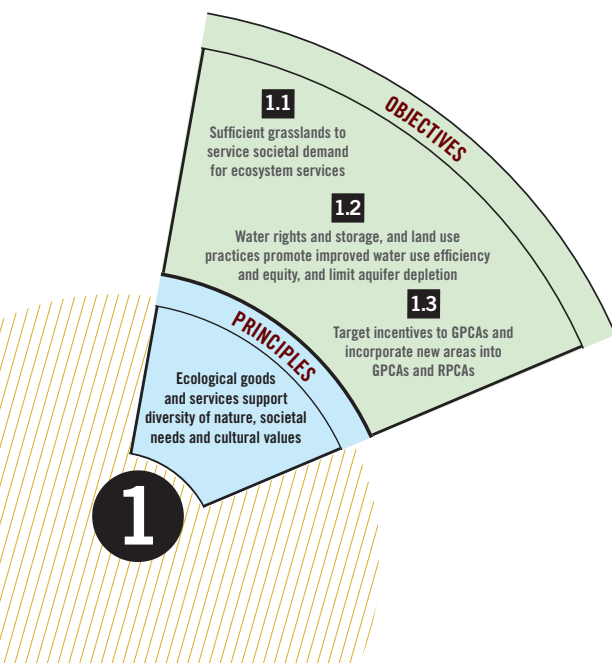 OBJECTIVES
1.1
Sufficient grasslands to
service societal demand
for ecosystem services
1.2
Water rights and storage, and land use
practices promote improved water use efficiency
and equity, and limit aquifer depletion
1.3
Target incentives to GPCAs and
incorporate new areas into
GPCAs and RPCAs
PRINCIPLES
Ecological goods
and services support
diversity of nature, societal
needs and cultural values
1